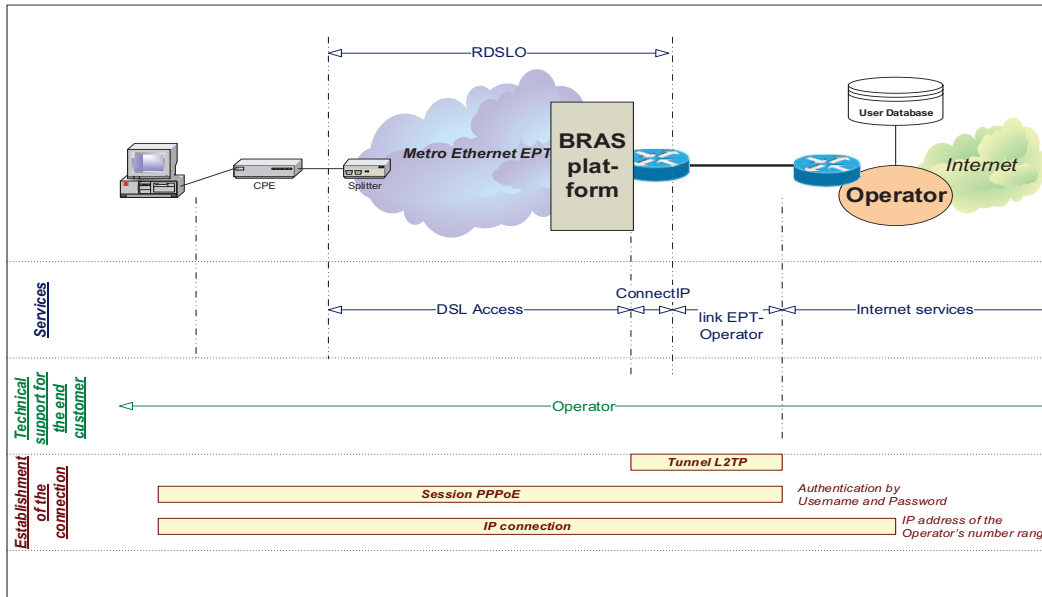 RDSLO
User Database
Metro Ethernet EPT
BRAS
plat-
form
Internet
Operator
CPE
Splitter
Services
DSL Access
ConnectIP
link EPT-
Operator
Internet services
Technical
support for
the end
customer
Operator
Establishment
of the
connection
Tunnel L2TP
Session PPPoE
Authentication by
Username and Password
IP connection
IP address of the
Operator's number rang